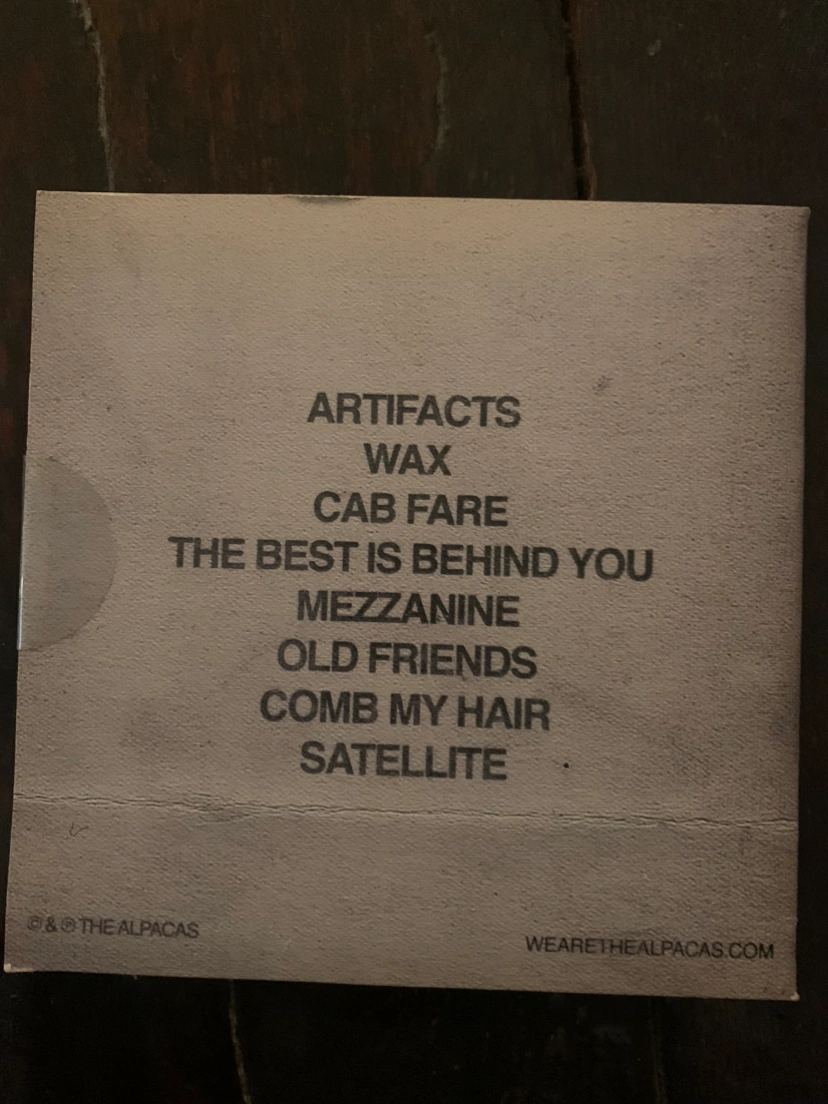 ARTIFACTS
WAX
CAB FARE
THE BEST IS BEHIND YOU
MEZZANINE
OLD FRIENDS
COMB MY HAIR
SATELLITE
© & ℗ THE ALPACAS
WEARETHEALPACAS.COM